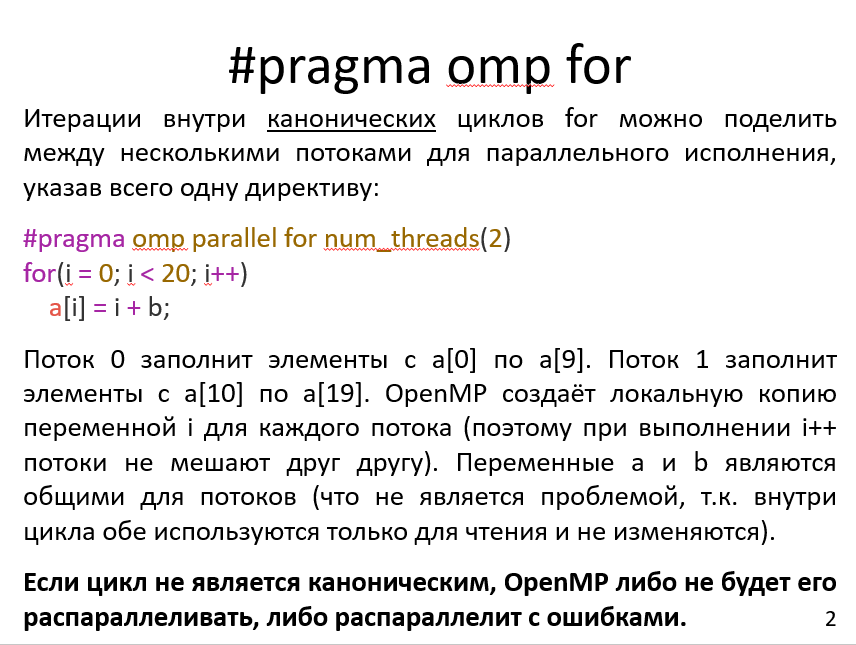 #pragma omp for
Итерации внутри канонических циклов for можно поделить
между несколькими потоками для параллельного исполнения,
указав всего одну директиву:
#pragma omp parallel for num_threads(2)
for(i = 0; i < 20; i++)
a[i] = i + b;
Поток 0 заполнит элементы с a[0] по a[9]. Поток 1 заполнит
элементы с a[10] по a[19]. OpenMP создаёт локальную копию
переменной i для каждого потока (поэтому при выполнении i++
потоки не мешают друг другу). Переменные a и b являются
общими для потоков (что не является проблемой, т.к. внутри
цикла обе используются только для чтения и не изменяются).
Если цикл не является каноническим, OpenMP либо не будет его
распараллеливать, либо распараллелит с ошибками.
2